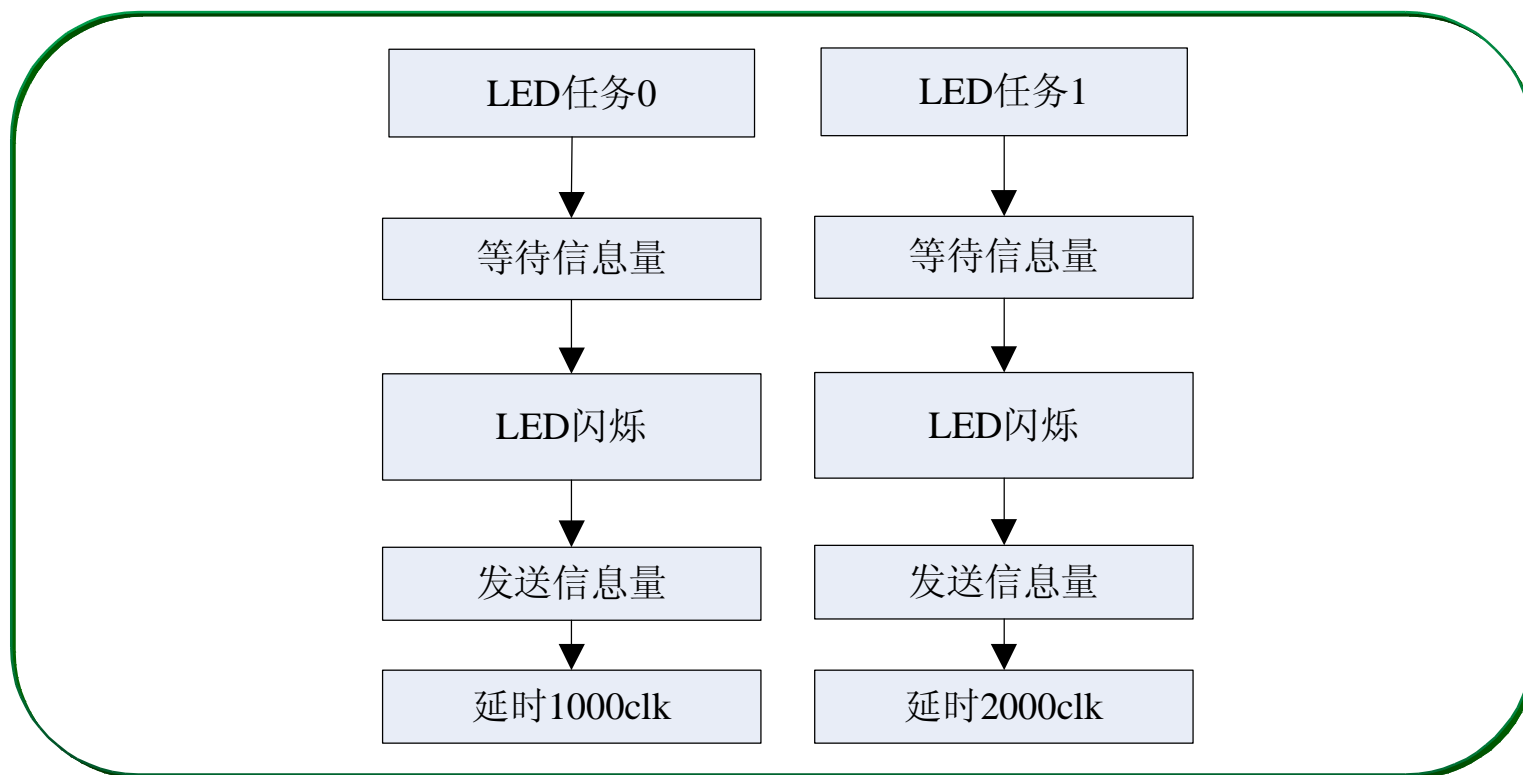 LED任务0
等待信息量
LED闪烁
发送信息量
延时1000clk
LED任务1
等待信息量
LED闪烁
发送信息量
延时2000clk